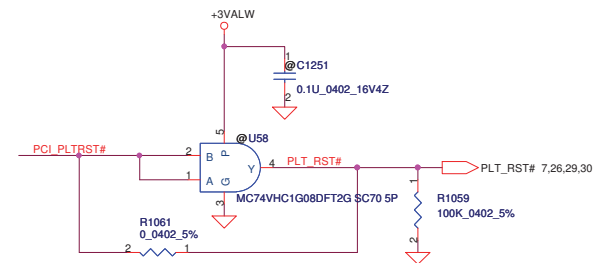 +3VALW
1
@C1251
0.1U_0402_16V4Z
2
5
@U58
PCI_PLTRST#
2
B
P
Y
4
PLT_RST#
PLT_RST# 7,26,29,30
1
A
G
3
MC74VHC1G08DFT2G SC70 5P
1
R1059
100K_0402_5%
2
R1061
0_0402_5%
2
1